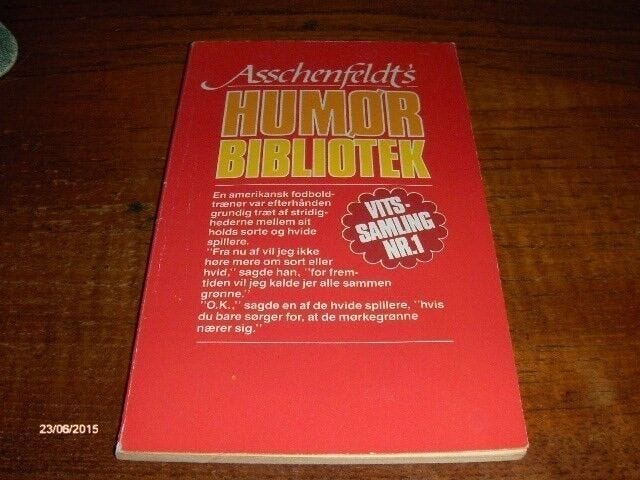 Asschenfeldt's
HUMØR
BIBLIOTEK
En amerikansk fodbold-
træner var efterhånden
grundig træt af stridig-
hederne mellem sit
holds sorte og hvide
spillere.
"Fra nu af vil jeg ikke
høre mere om sort eller
hvid," sagde han, "for frem-
tiden vil jeg kalde jer alle sammen
grønne."
"O.K.," sagde en af de hvide spillere, "hvis
du bare sørger for, at de mørkegrønne
nærer sig."
VITS-
SAMLING
NR.1
23/06/2015